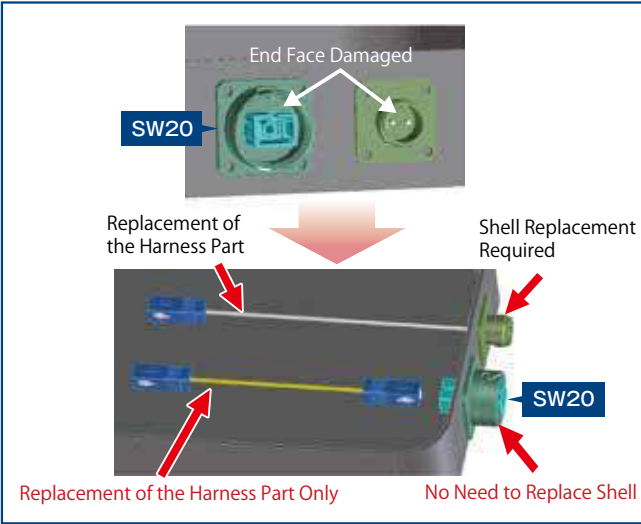 End Face Damaged
SW20
Replacement of
the Harness Part
Shell Replacement
Required
SW20
Replacement of the Harness Part Only
No Need to Replace Shell